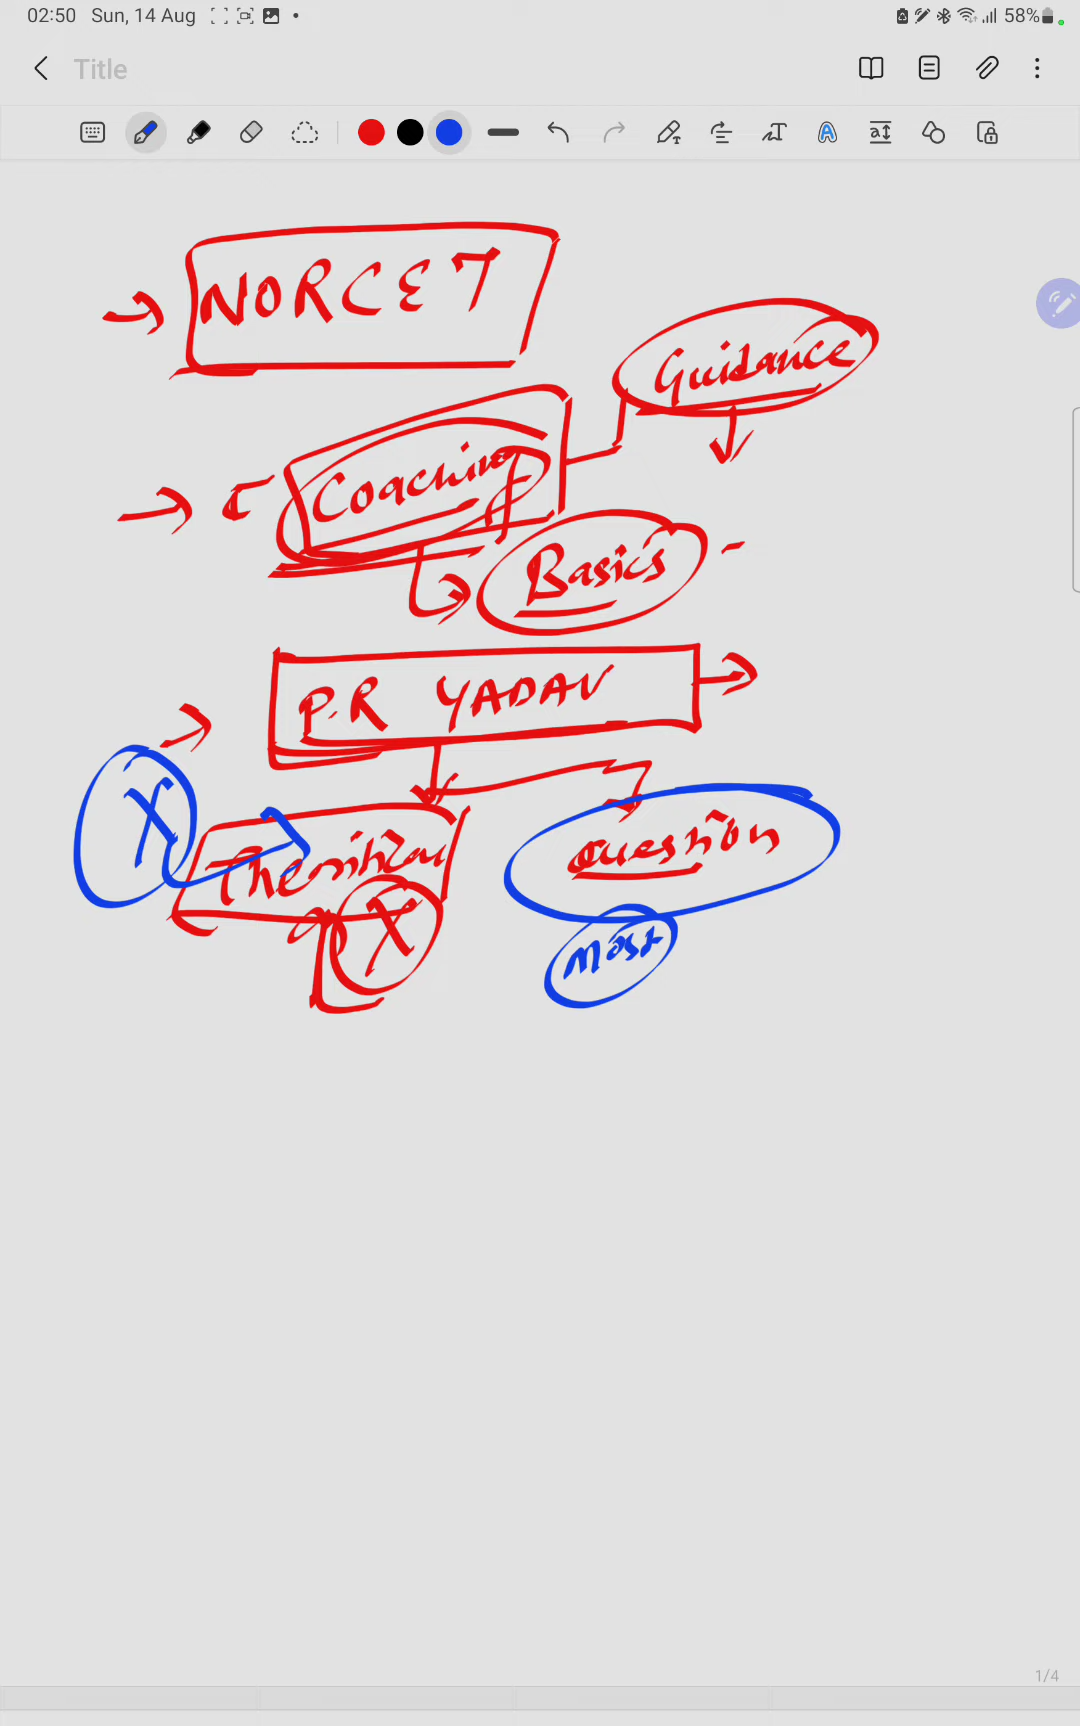 02:50 Sun, 14 Aug
58%
Title
NORCET
Guidance
Coaching
Basics
P.R YADAV
X
Question
X
Most
1/4